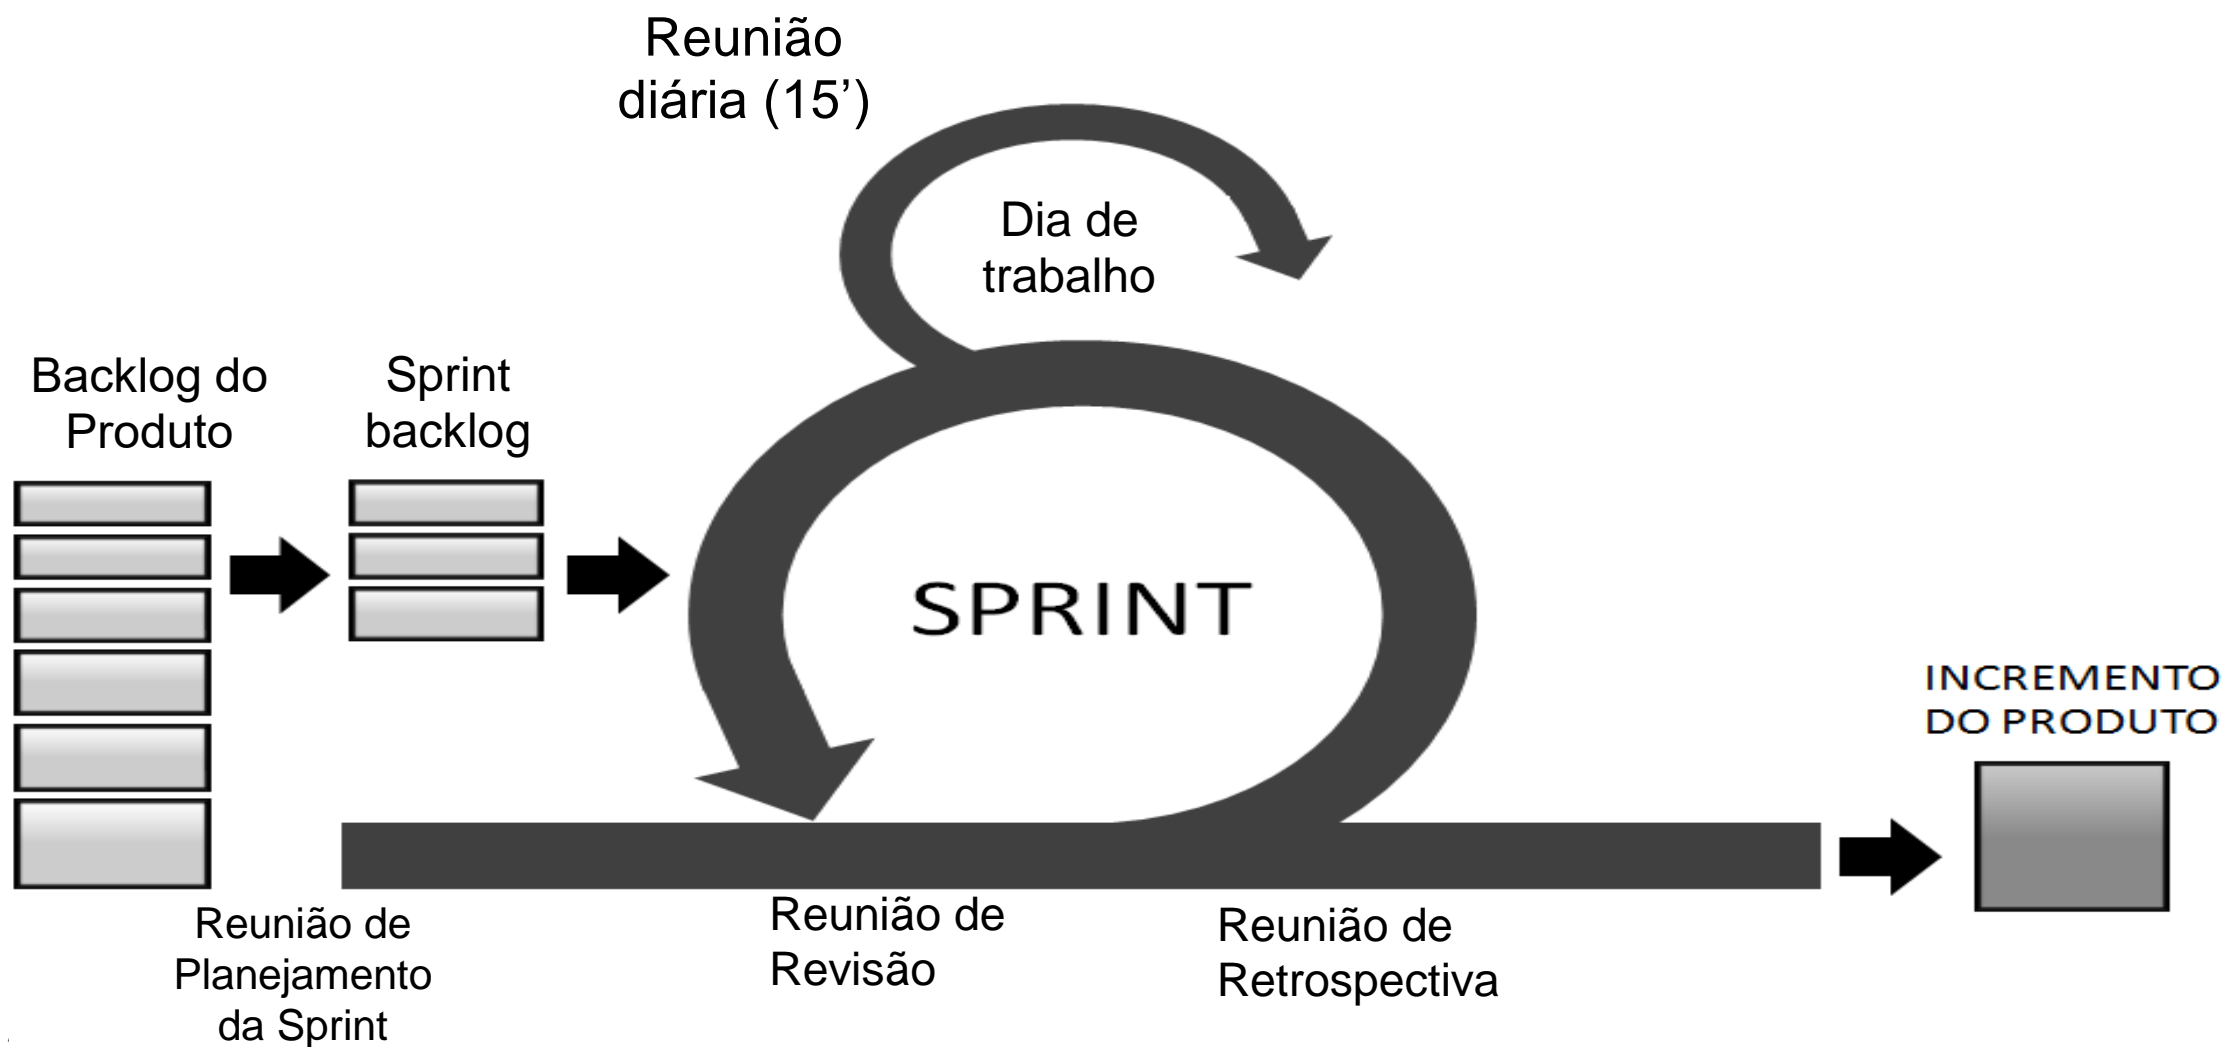 Reunião
diária (15’)
Dia de
trabalho
Backlog do
Produto
Sprint
backlog
SPRINT
INCREMENTO
DO PRODUTO
Reunião de
Planejamento
da Sprint
Reunião de
Revisão
Reunião de
Retrospectiva